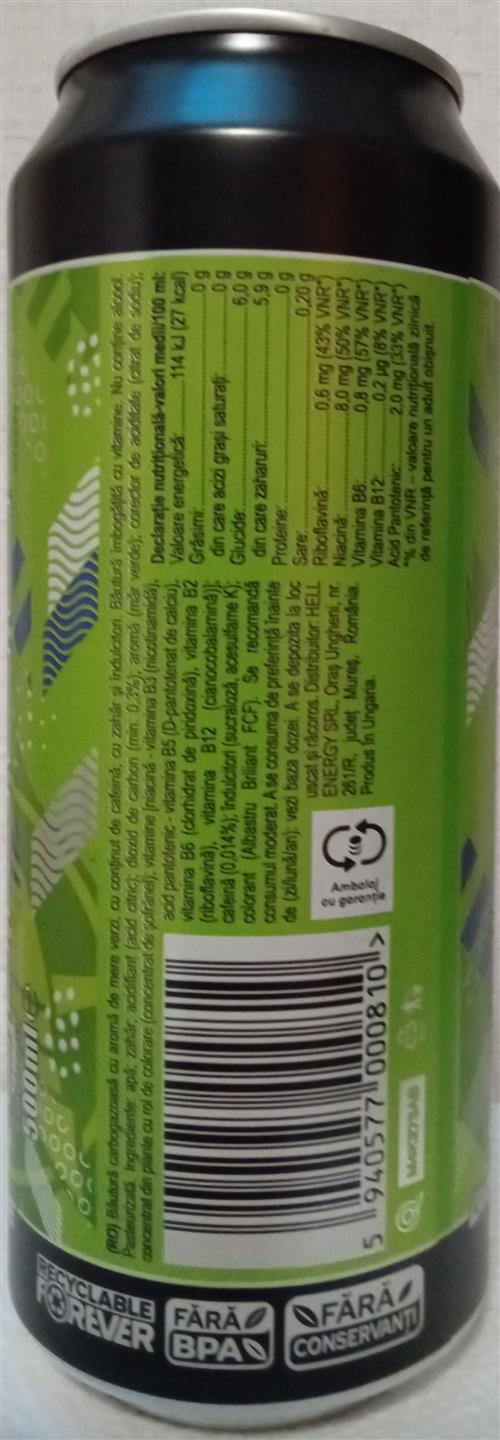 500ml e
(RO) Băutură carbogazoasă cu aromă de mere verzi, cu conținut de cafeină, cu zahăr și îndulcitori. Băutură îmbogățită cu vitamine. Nu conține alcool.
Pasteurizată. Ingrediente: apă; zahăr; acidifiant (acid citric); dioxid de carbon (min. 0,3%); aromă (măr verde); corector de aciditate (citrat de sodiu);
concentrat din plante cu rol de colorare (concentrat de șofrănel); vitamine [niacină - vitamina B3 (nicotinamidă),
acid pantotenic - vitamina B5 (D-pantotenat de calciu),
vitamina B6 (clorhidrat de piridoxină), vitamina B2
(riboflavină), vitamina B12 (cianocobalamină)];
cafeină (0,014%); îndulcitori (sucraloză, acesulfame K);
colorant (Albastru Briliant FCF). Se recomandă
consumul moderat. A se consuma de preferință înainte
de (zi/lună/an): vezi baza dozei. A se depozita la loc
uscat și răcoros. Distribuitor: HELL
ENERGY SRL, Oraș Ungheni, nr.
261/R, județ Mureș, România.
Produs în Ungaria.
Declarație nutrițională-valori medii/100 ml:
Valoare energetică: 114 kJ (27 kcal)
Grăsimi: 0 g
din care acizi grași saturați: 0 g
Glucide: 6,0 g
din care zaharuri: 5,9 g
Proteine: 0 g
Sare: 0,20 g
Riboflavină: 0,6 mg (43% VNR*)
Niacină: 8,0 mg (50% VNR*)
Vitamina B6: 0,8 mg (57% VNR*)
Vitamina B12: 0,2 µg (8% VNR*)
Acid Pantotenic: 2,0 mg (33% VNR*)
*% din VNR – valoare nutrițională zilnică
de referință pentru un adult obișnuit.
Ambalaj
cu garanție
5 940577 000810 >
RECYCLABLE
FOREVER
FĂRĂ
BPA
FĂRĂ
CONSERVANȚI